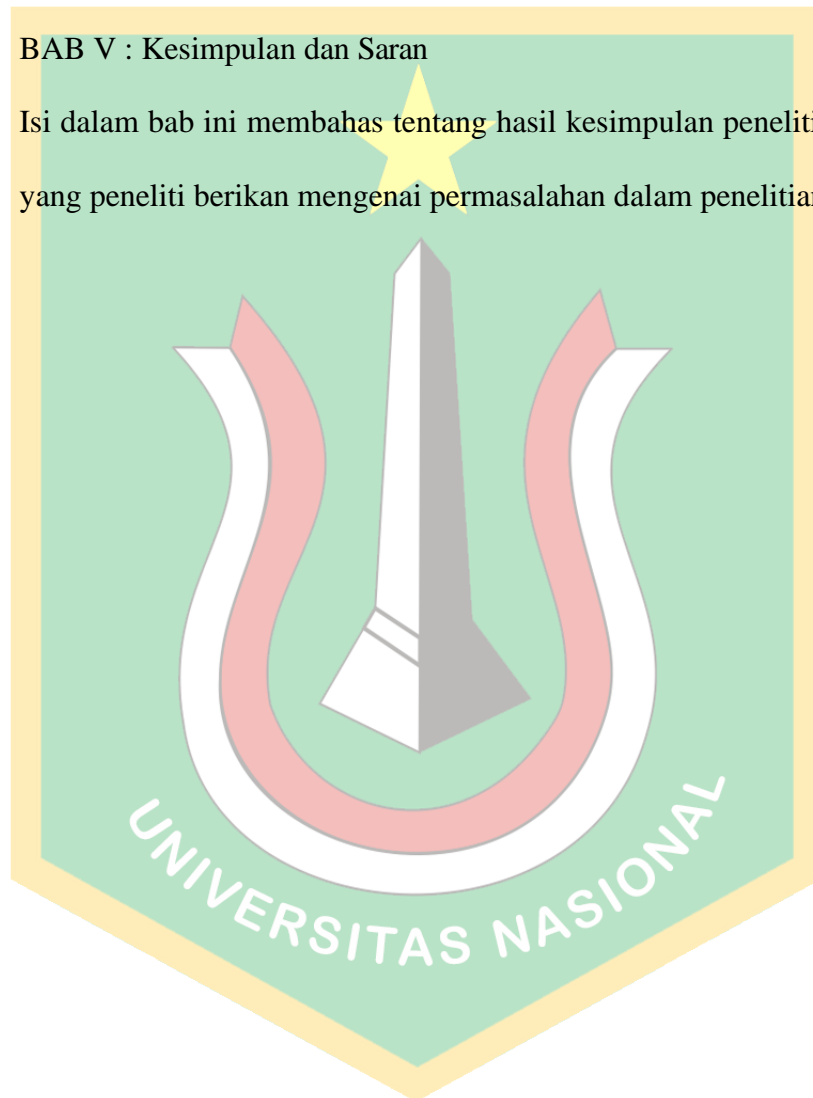 BAB V : Kesimpulan dan Saran
Isi dalam bab ini membahas tentang hasil kesimpulan peneliti
yang peneliti berikan mengenai permasalahan dalam penelitian
UNIVERSITAS NASIONAL